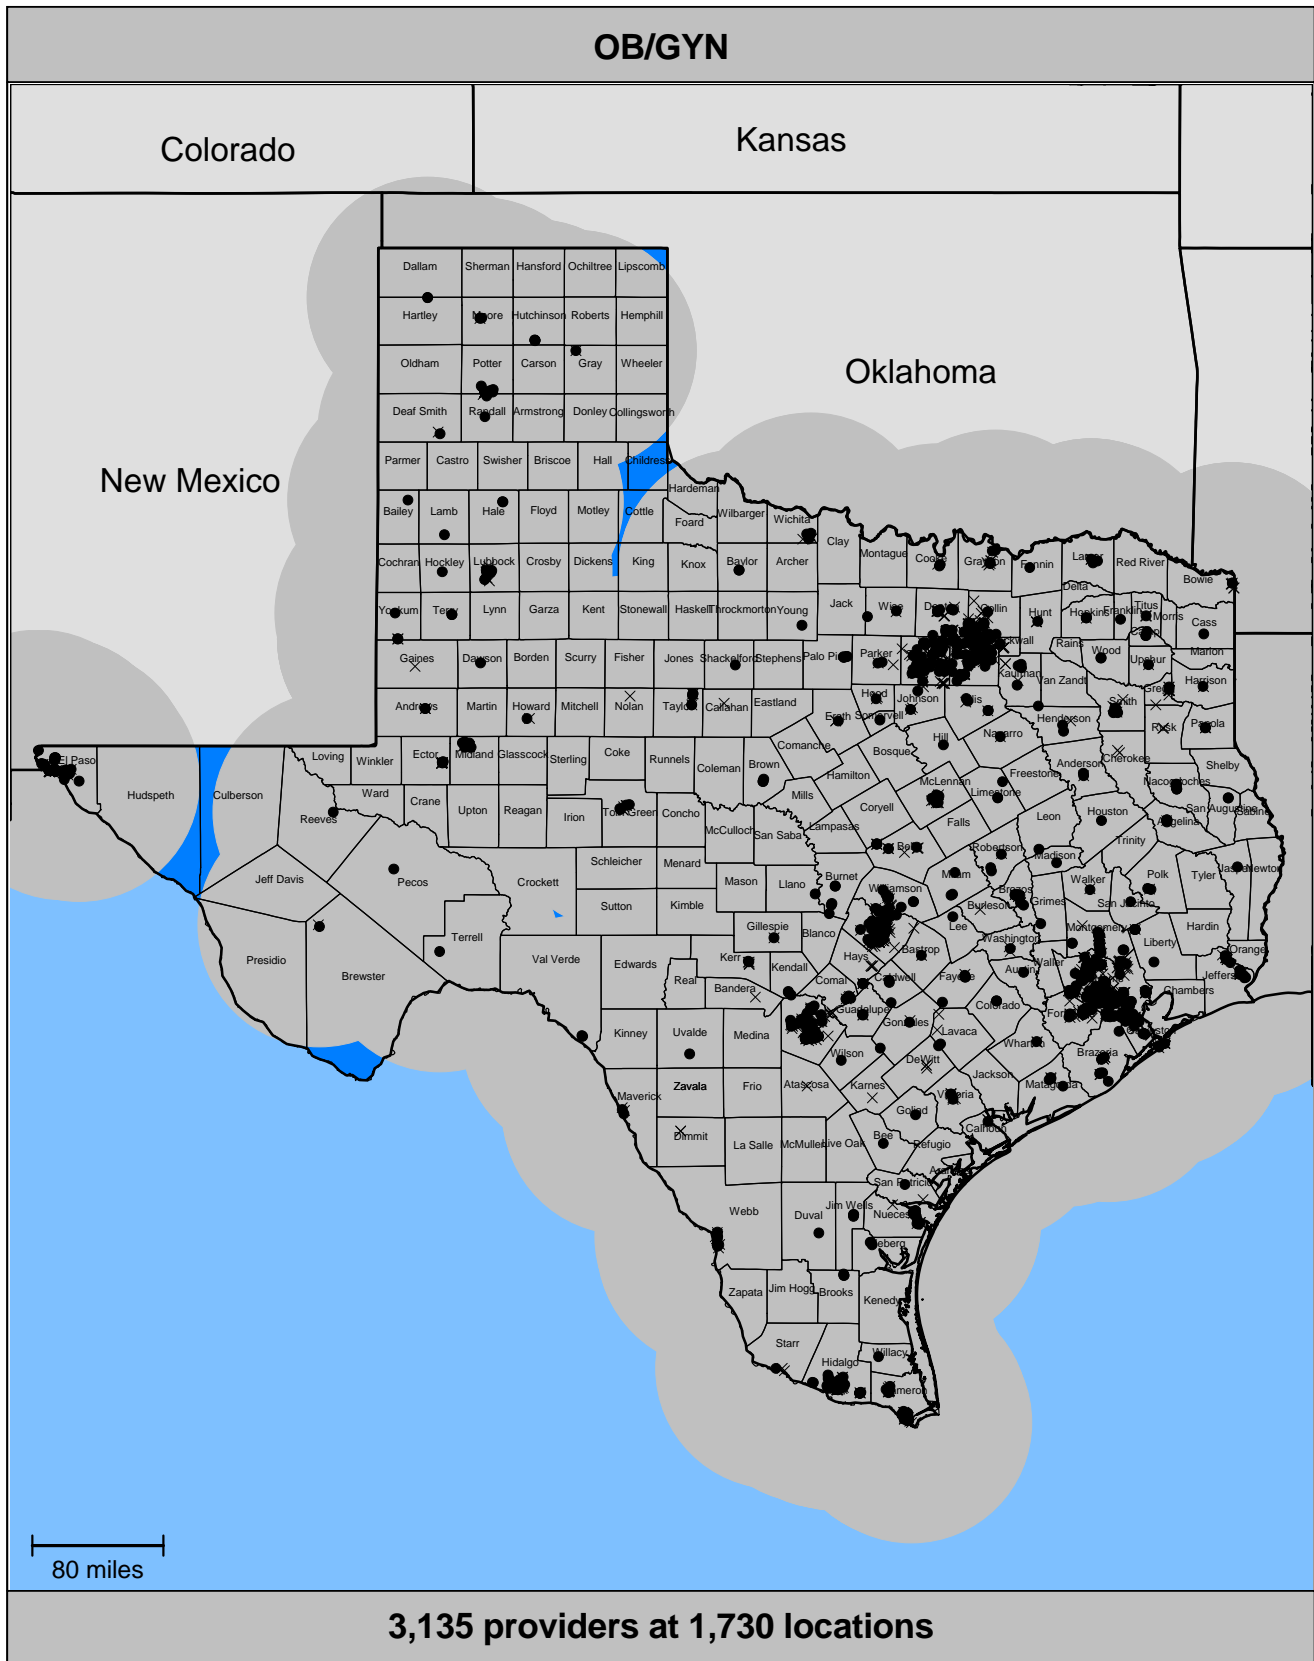 OB/GYN
Colorado
Kansas
Dallam Sherman Hansford Ochiltree Lipscomb
Hartley Moore Hutchinson Roberts Hemphill
Oldham Potter Carson Gray Wheeler
Oklahoma
Deaf Smith Randall Armstrong Donley Collingsworth
New Mexico
Parmer Castro Swisher Briscoe Hall Childress
Hardeman
Bailey Lamb Hale Floyd Motley Cottle Foard Wilbarger Wichita
Clay Montague Cooke Grayson Fannin Lamar Red River Bowie
Cochran Hockley Lubbock Crosby Dickens King Knox Baylor Archer
Delta
Yoakum Terry Lynn Garza Kent Stonewall Haskell Throckmorton Young Jack Wise Denton Collin Hunt Hopkins Franklin Titus Morris Cass
Camp
Gaines Dawson Borden Scurry Fisher Jones Shackelford Stephens Palo Pinto Parker Rockwall Rains Wood Upshur Marion
Kaufman Van Zandt Gregg Harrison
Andrews Martin Howard Mitchell Nolan Taylor Callahan Eastland Hood Johnson Ellis Smith
Erath Somervell Henderson Rusk Panola
El Paso Hudspeth Culberson Loving Winkler Ector Midland Glasscock Sterling Coke Runnels Coleman Brown Comanche Bosque Hill Navarro Cherokee
Hamilton Anderson Shelby
Ward Crane Upton Reagan Irion Tom Green Concho Mills McLennan Limestone Freestone Nacogdoches
Reeves McCulloch San Saba Lampasas Coryell Falls Leon Houston Angelina San Augustine Sabine
Trinity
Jeff Davis Pecos Crockett Schleicher Menard Bell Robertson Madison
Mason Llano Burnet Williamson Milam Brazos Walker Polk Tyler Jasper Newton
Sutton Kimble Burleson Grimes San Jacinto
Presidio Brewster Terrell Val Verde Edwards Gillespie Blanco Lee Montgomery Hardin
Kerr Kendall Hays Bastrop Washington Liberty Orange
Real Bandera Comal Caldwell Fayette Austin Waller Jefferson
Chambers
Kinney Uvalde Medina Guadalupe Gonzales Colorado
Lavaca
Wilson DeWitt Wharton Brazoria
Maverick Zavala Frio Atascosa Karnes Jackson Matagorda
Goliad Victoria
Dimmit La Salle McMullen Live Oak Bee Refugio Calhoun
San Patricio
Webb Duval Jim Wells Nueces
Zapata Jim Hogg Brooks Kenedy
Starr Hidalgo Willacy
Cameron
80 miles
3,135 providers at 1,730 locations